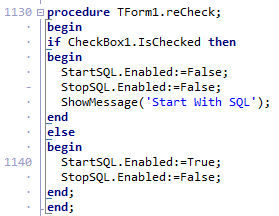 1130 procedure TForm1.reCheck;
begin
if CheckBox1.IsChecked then
begin
StartSQL.Enabled:=False;
StopSQL.Enabled:=False;
ShowMessage('Start With SQL');
end
else
begin
1140 StartSQL.Enabled:=True;
StopSQL.Enabled:=False;
end;
end;